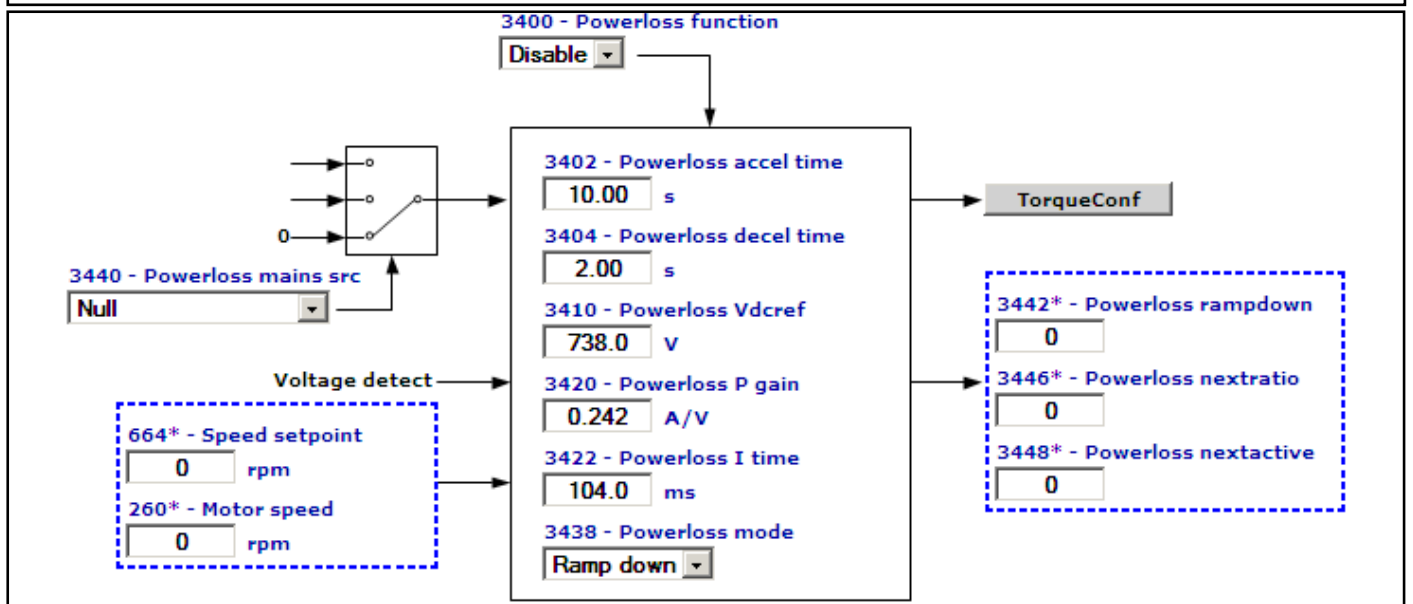 3400 - Powerloss function
Disable
3402 - Powerloss accel time
10.00 s
3404 - Powerloss decel time
2.00 s
3410 - Powerloss Vdcref
738.0 V
3420 - Powerloss P gain
0.242 A/V
3422 - Powerloss I time
104.0 ms
3438 - Powerloss mode
Ramp down
0
3440 - Powerloss mains src
Null
Voltage detect
664* - Speed setpoint
0 rpm
260* - Motor speed
0 rpm
TorqueConf
3442* - Powerloss rampdown
0
3446* - Powerloss nextratio
0
3448* - Powerloss nextactive
0